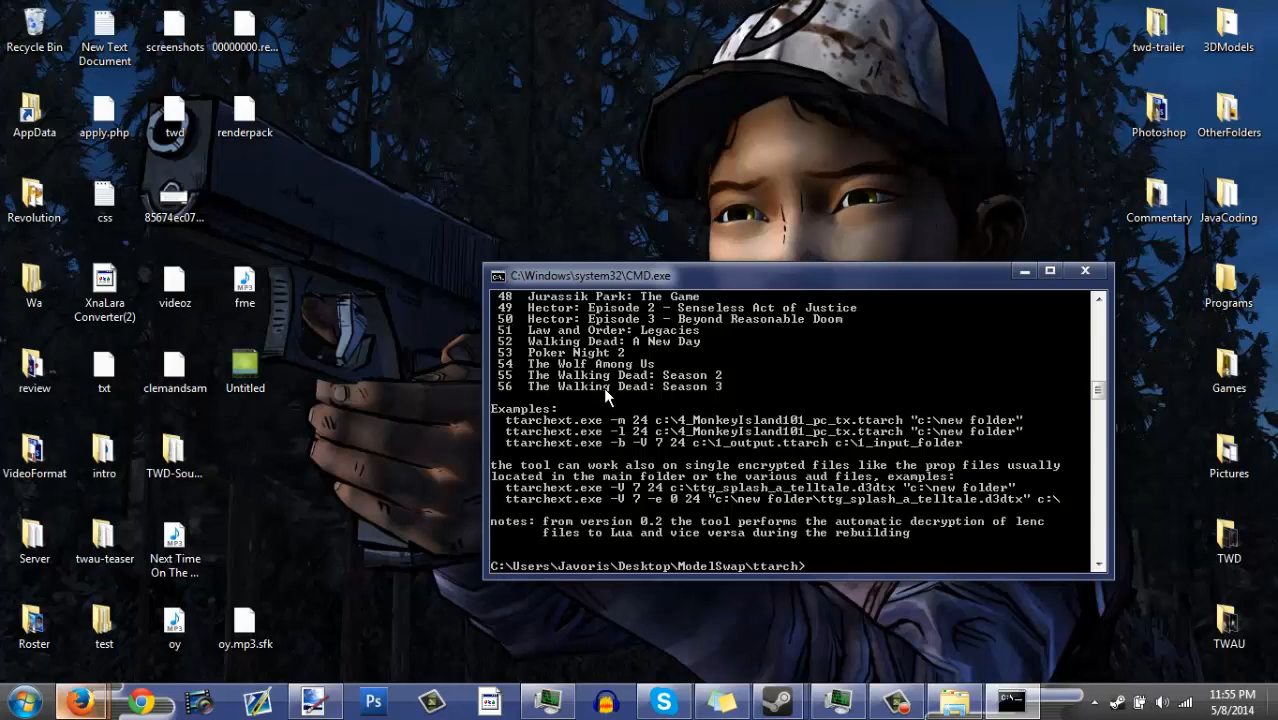 Recycle Bin
New Text
Document
screenshots
00000000.re...
twd-trailer
3DModels
AppData
apply.php
twd
renderpack
Photoshop
OtherFolders
Revolution
css
85674ec07...
Commentary
JavaCoding
Wa
XnaLara
Converter(2)
videoz
fme
Programs
review
txt
clemandsam
Untitled
Games
VideoFormat
intro
TWD-Sou...
MP3
Pictures
Server
twau-teaser
Next Time
On The ...
TWD
Roster
test
oy
oy.mp3.sfk
TWAU
C:\Windows\system32\CMD.exe
48 Jurassik Park: The Game
49 Hector: Episode 2 - Senseless Act of Justice
50 Hector: Episode 3 - Beyond Reasonable Doom
51 Law and Order: Legacies
52 Walking Dead: A New Day
53 Poker Night 2
54 The Wolf Among Us
55 The Walking Dead: Season 2
56 The Walking Dead: Season 3
Examples:
ttarchext.exe -m 24 c:\4_MonkeyIsland101_pc_tx.ttarch "c:\new folder"
ttarchext.exe -l 24 c:\4_MonkeyIsland101_pc_tx.ttarch "c:\new folder"
ttarchext.exe -b -V 7 24 c:\1_output.ttarch c:\1_input_folder
the tool can work also on single encrypted files like the prop files usually
located in the main folder or the various aud files, examples:
ttarchext.exe -V 7 24 c:\ttg_splash_a_telltale.d3dtx "c:\new folder"
ttarchext.exe -V 7 -e 0 24 "c:\new folder\ttg_splash_a_telltale.d3dtx" c:\
notes: from version 0.2 the tool performs the automatic decryption of lenc
files to Lua and vice versa during the rebuilding
C:\Users\Javoris\Desktop\ModelSwap\ttarch>
Ps
11:55 PM
5/8/2014